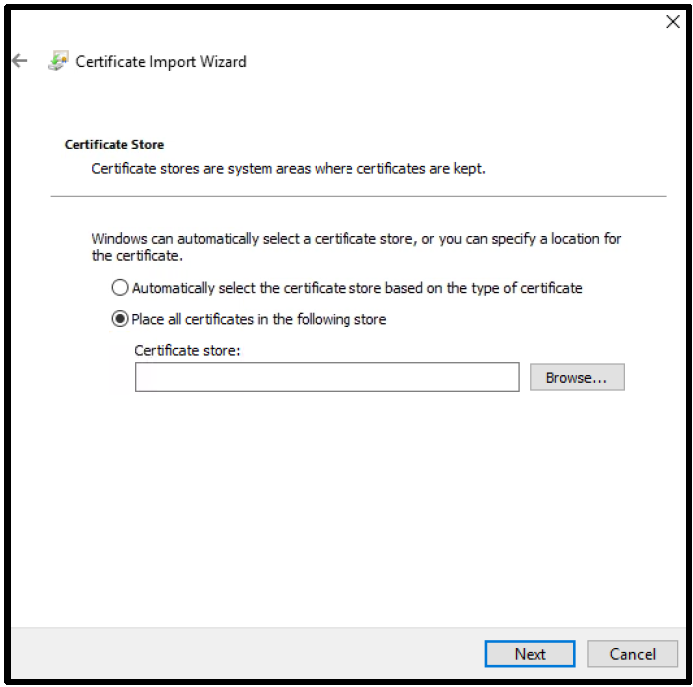 Certificate Import Wizard
Certificate Store
Certificate stores are system areas where certificates are kept.
Windows can automatically select a certificate store, or you can specify a location for
the certificate.
Automatically select the certificate store based on the type of certificate
Place all certificates in the following store
Certificate store:
Browse...
Next
Cancel